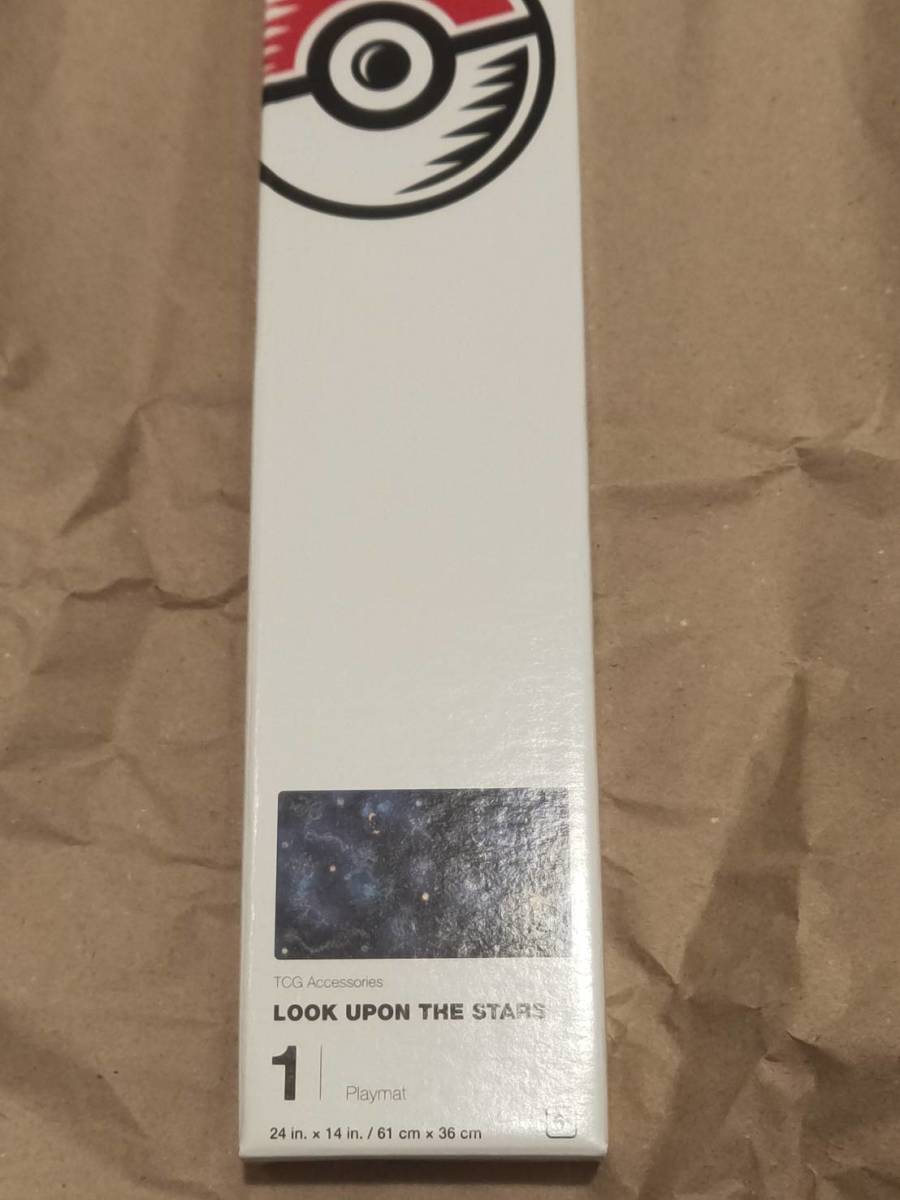 TCG Accessories
LOOK UPON THE STARS
1 Playmat
24 in. × 14 in. / 61 cm × 36 cm